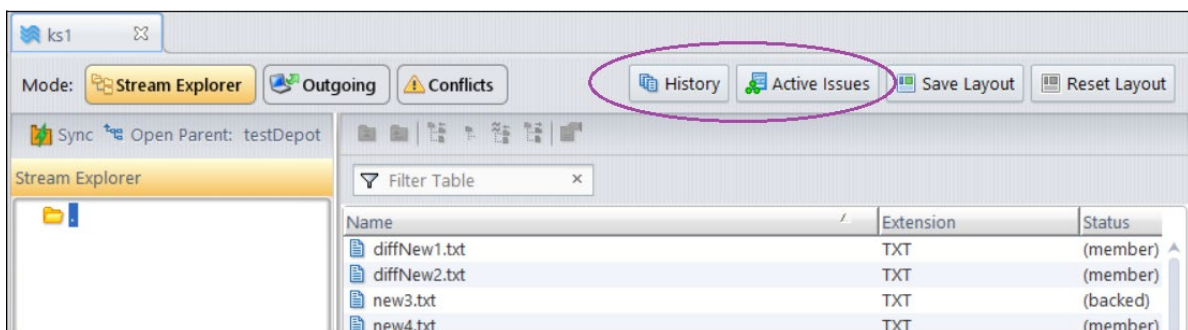 ks1
Mode: Stream Explorer Outgoing Conflicts History Active Issues Save Layout Reset Layout
Sync Open Parent: testDepot
Stream Explorer
.
Filter Table
Name Extension Status
diffNew1.txt TXT (member)
diffNew2.txt TXT (member)
new3.txt TXT (backed)
new4.txt TXT (member)